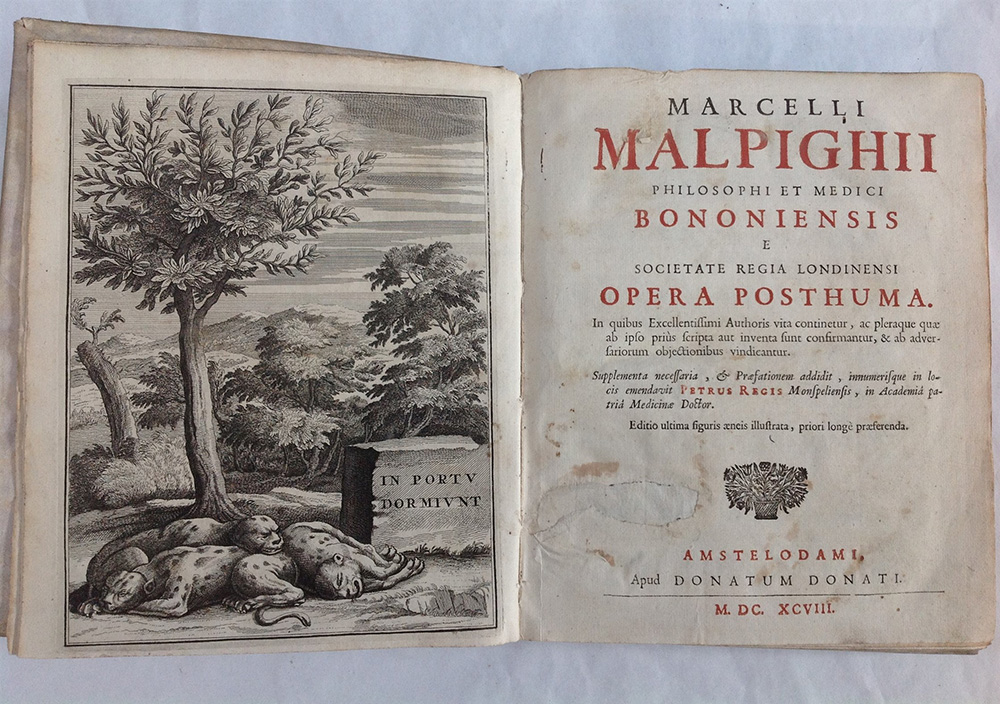 IN PORTV
DORMIVNT
MARCELLI
MALPIGHII
PHILOSOPHI ET MEDICI
BONONIENSIS
E
SOCIETATE REGIA LONDINENSI
OPERA POSTHUMA.
In quibus Excellentiſſimi Authoris vita continetur, ac pleraque quæ
ab ipſo priùs ſcripta aut inventa ſunt confirmantur, & ab adver-
ſariorum objectionibus vindicantur.
Supplementa neceſſaria, & Præfationem addidit, innumeriſque in lo-
cis emendavit PETRUS REGIS Monſpelienſis, in Academiâ pa-
triâ Medicinæ Doctor.
Editio ultima figuris æneis illuſtrata, priori longè præferenda.
AMSTELODAMI,
Apud DONATUM DONATI.
M. DC. XCVIII.